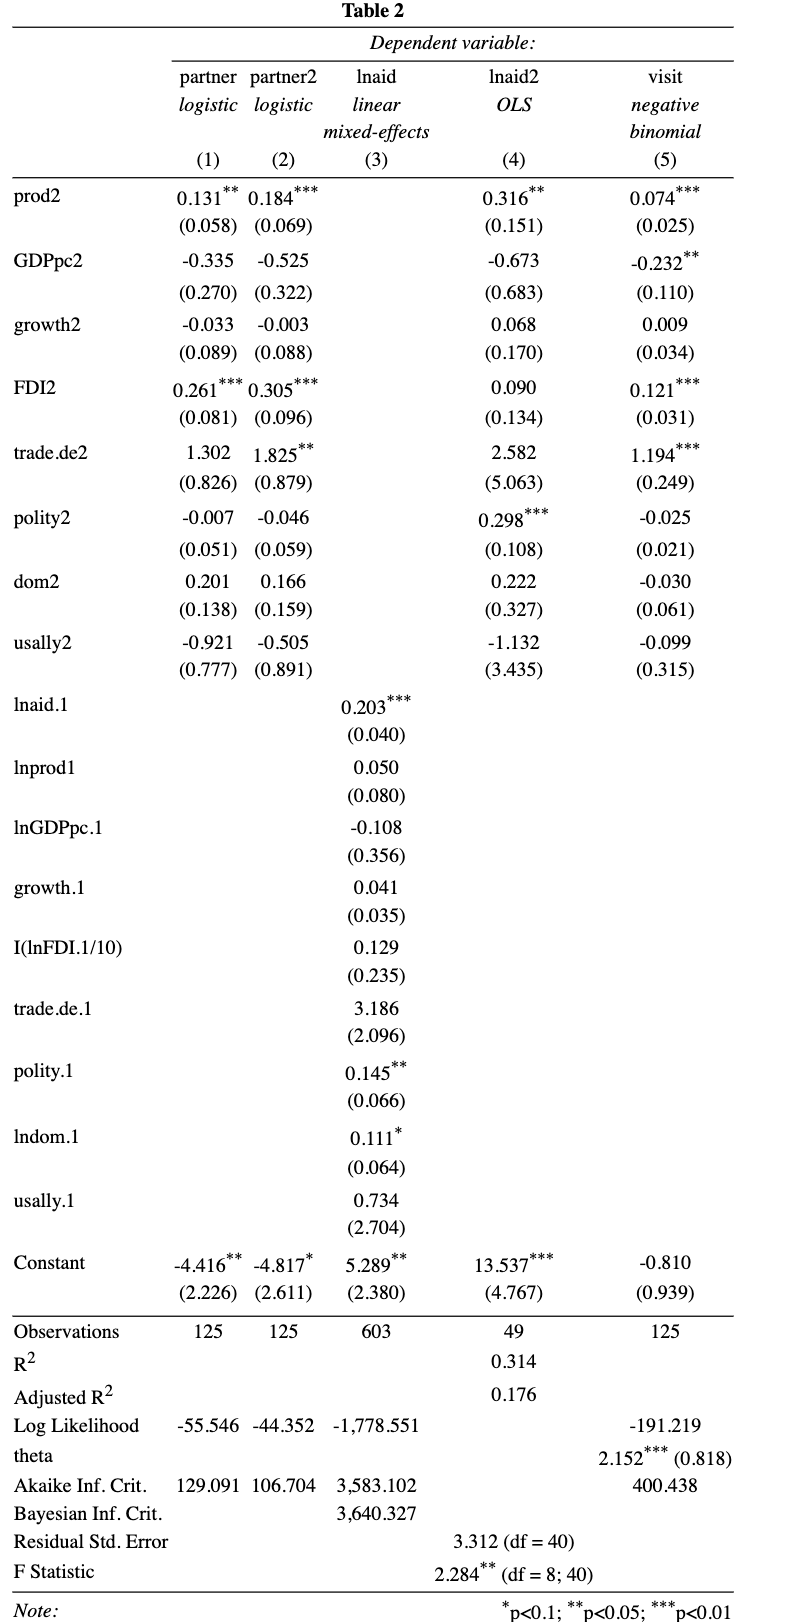 Table 2
Dependent variable:
partner partner2 lnaid lnaid2 visit
logistic logistic linear OLS negative
mixed-effects binomial
(1) (2) (3) (4) (5)
prod2 0.131** 0.184*** 0.316** 0.074***
(0.058) (0.069) (0.151) (0.025)
GDPpc2 -0.335 -0.525 -0.673 -0.232**
(0.270) (0.322) (0.683) (0.110)
growth2 -0.033 -0.003 0.068 0.009
(0.089) (0.088) (0.170) (0.034)
FDI2 0.261*** 0.305*** 0.090 0.121***
(0.081) (0.096) (0.134) (0.031)
trade.de2 1.302 1.825** 2.582 1.194***
(0.826) (0.879) (5.063) (0.249)
polity2 -0.007 -0.046 0.298*** -0.025
(0.051) (0.059) (0.108) (0.021)
dom2 0.201 0.166 0.222 -0.030
(0.138) (0.159) (0.327) (0.061)
usally2 -0.921 -0.505 -1.132 -0.099
(0.777) (0.891) (3.435) (0.315)
lnaid.1 0.203***
(0.040)
lnprod1 0.050
(0.080)
lnGDPpc.1 -0.108
(0.356)
growth.1 0.041
(0.035)
I(lnFDI.1/10) 0.129
(0.235)
trade.de.1 3.186
(2.096)
polity.1 0.145**
(0.066)
lndom.1 0.111*
(0.064)
usally.1 0.734
(2.704)
Constant -4.416** -4.817* 5.289** 13.537*** -0.810
(2.226) (2.611) (2.380) (4.767) (0.939)
Observations 125 125 603 49 125
R2 0.314
Adjusted R2 0.176
Log Likelihood -55.546 -44.352 -1,778.551 -191.219
theta 2.152*** (0.818)
Akaike Inf. Crit. 129.091 106.704 3,583.102 400.438
Bayesian Inf. Crit. 3,640.327
Residual Std. Error 3.312 (df = 40)
F Statistic 2.284** (df = 8; 40)
Note: *p<0.1; **p<0.05; ***p<0.01